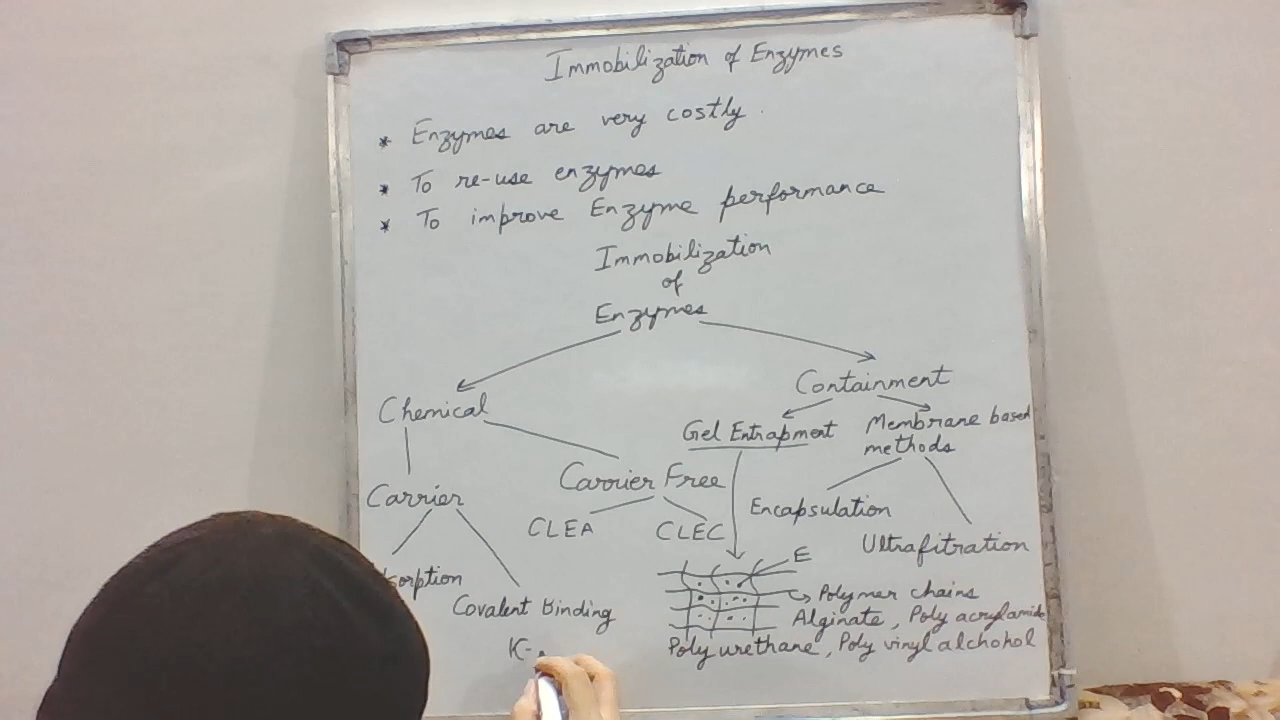 Immobilization of Enzymes
* Enzymes are very costly.
* To re-use enzymes
* To improve Enzyme performance
Immobilization
of
Enzymes
Chemical
Containment
Gel Entrapment
Membrane based
methods
Carrier
Carrier Free
CLEA
CLEC
Encapsulation
Ultrafitration
sorption
Covalent Binding
E
Polymer chains
Alginate, Poly acrylamide
Poly urethane, Poly vinyl alchohol
K-